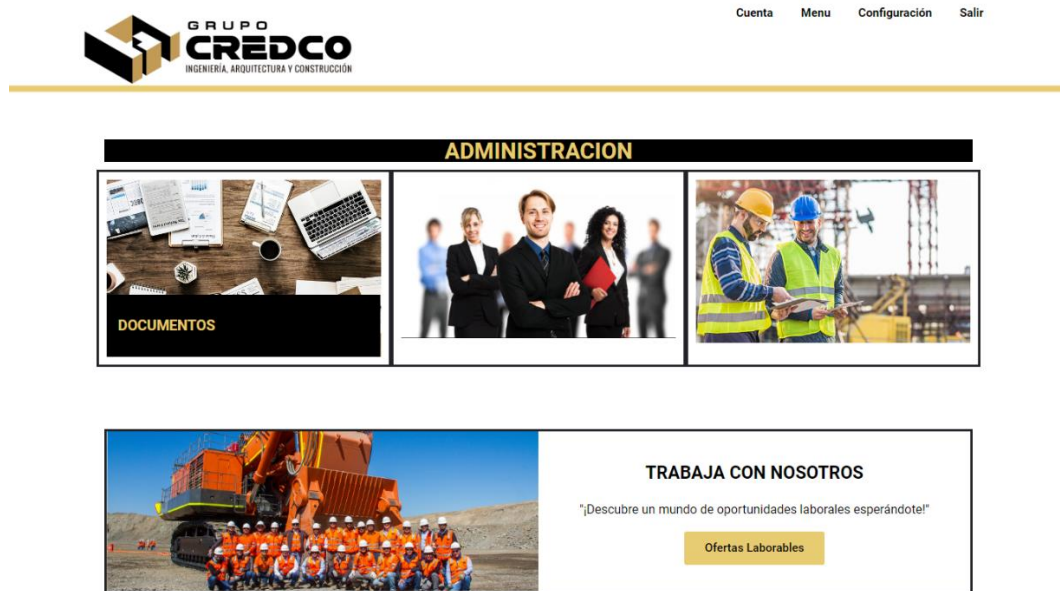 Cuenta Menu Configuración Salir
GRUPO
CREDCO
INGENIERÍA, ARQUITECTURA Y CONSTRUCCIÓN
ADMINISTRACION
DOCUMENTOS
TRABAJA CON NOSOTROS
"¡Descubre un mundo de oportunidades laborales esperándote!"
Ofertas Laborables